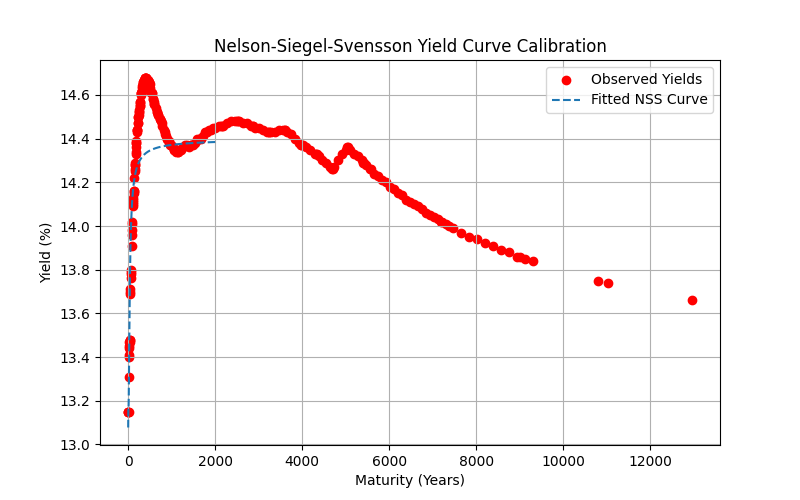 Nelson-Siegel-Svensson Yield Curve Calibration
Observed Yields
Fitted NSS Curve
Yield (%)
14.6
14.4
14.2
14.0
13.8
13.6
13.4
13.2
13.0
0 2000 4000 6000 8000 10000 12000
Maturity (Years)